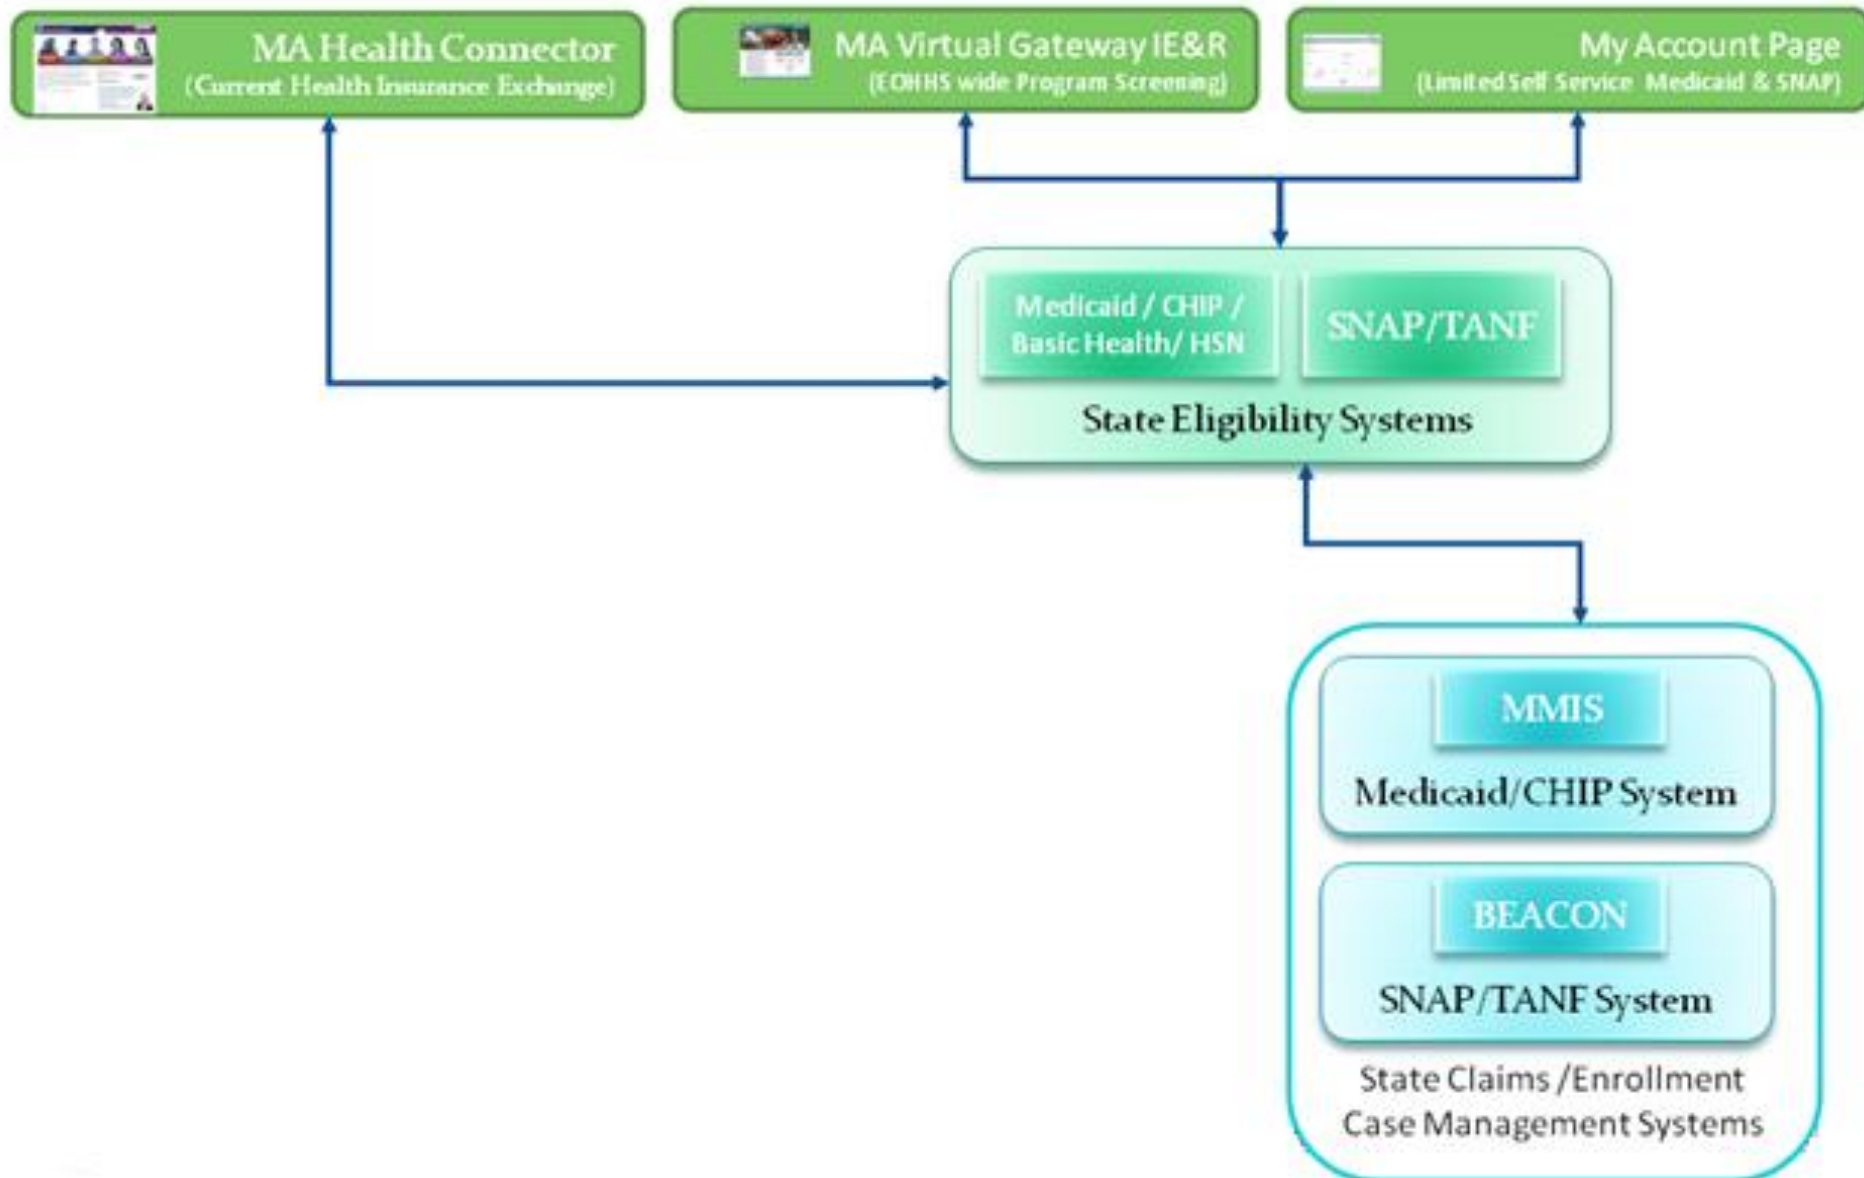 MA Health Connector
(Current Health Insurance Exchange)
MA Virtual Gateway IE&R
(EOHHS wide Program Screening)
My Account Page
(Limited Self Service Medicaid & SNAP)
Medicaid / CHIP /
Basic Health/ HSN
SNAP/TANF
State Eligibility Systems
MMIS
Medicaid/CHIP System
BEACON
SNAP/TANF System
State Claims /Enrollment
Case Management Systems